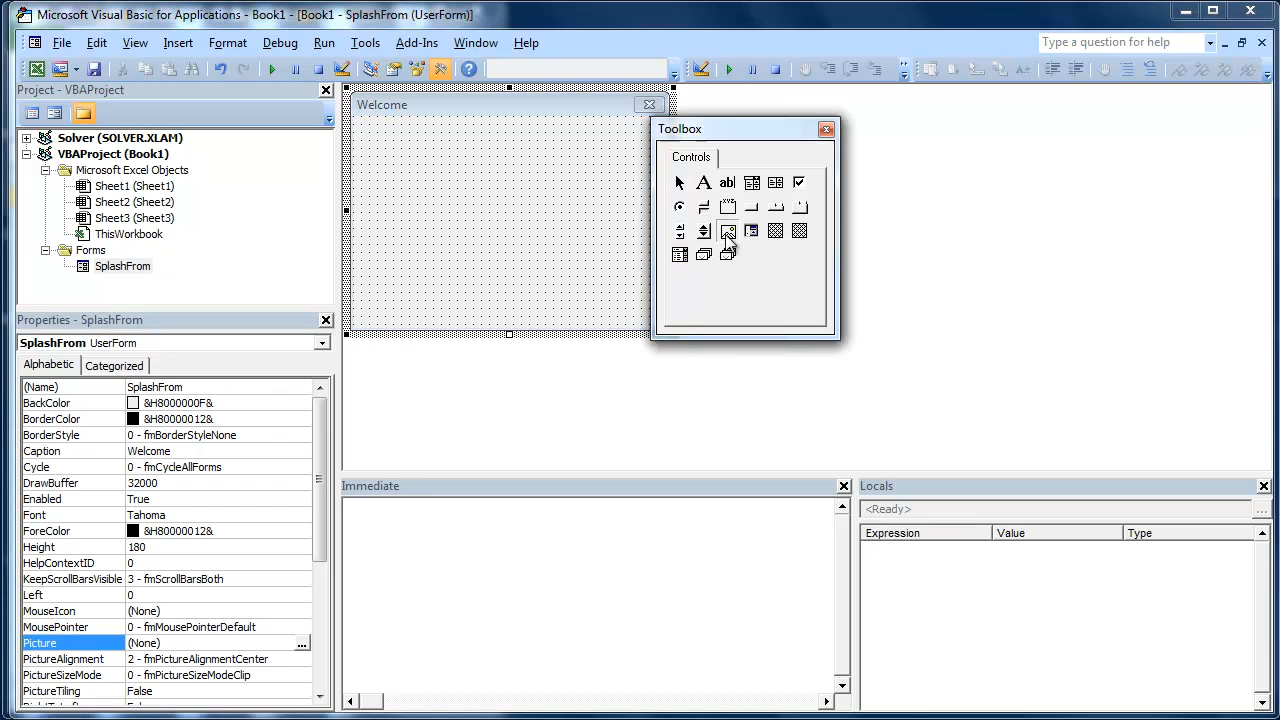 Microsoft Visual Basic for Applications - Book1 - [Book1 - SplashFrom (UserForm)]
File Edit View Insert Format Debug Run Tools Add-Ins Window Help
Type a question for help
Project - VBAProject
Solver (SOLVER.XLAM)
VBAProject (Book1)
Microsoft Excel Objects
Sheet1 (Sheet1)
Sheet2 (Sheet2)
Sheet3 (Sheet3)
ThisWorkbook
Forms
SplashFrom
Welcome
Toolbox
Controls
A ab|
Properties - SplashFrom
SplashFrom UserForm
Alphabetic Categorized
(Name) SplashFrom
BackColor &H8000000F&
BorderColor &H80000012&
BorderStyle 0 - fmBorderStyleNone
Caption Welcome
Cycle 0 - fmCycleAllForms
DrawBuffer 32000
Enabled True
Font Tahoma
ForeColor &H80000012&
Height 180
HelpContextID 0
KeepScrollBarsVisible 3 - fmScrollBarsBoth
Left 0
MouseIcon (None)
MousePointer 0 - fmMousePointerDefault
Picture (None) ...
PictureAlignment 2 - fmPictureAlignmentCenter
PictureSizeMode 0 - fmPictureSizeModeClip
PictureTiling False
Immediate
Locals
<Ready> ...
Expression Value Type